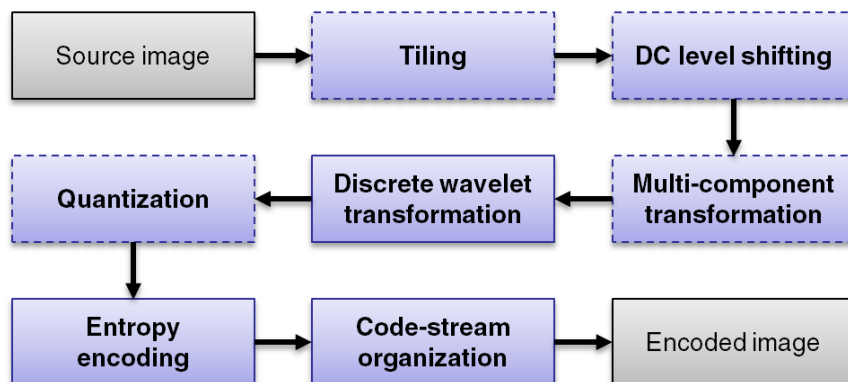 Source image
Tiling
DC level shifting
Multi-component
transformation
Discrete wavelet
transformation
Quantization
Entropy
encoding
Code-stream
organization
Encoded image